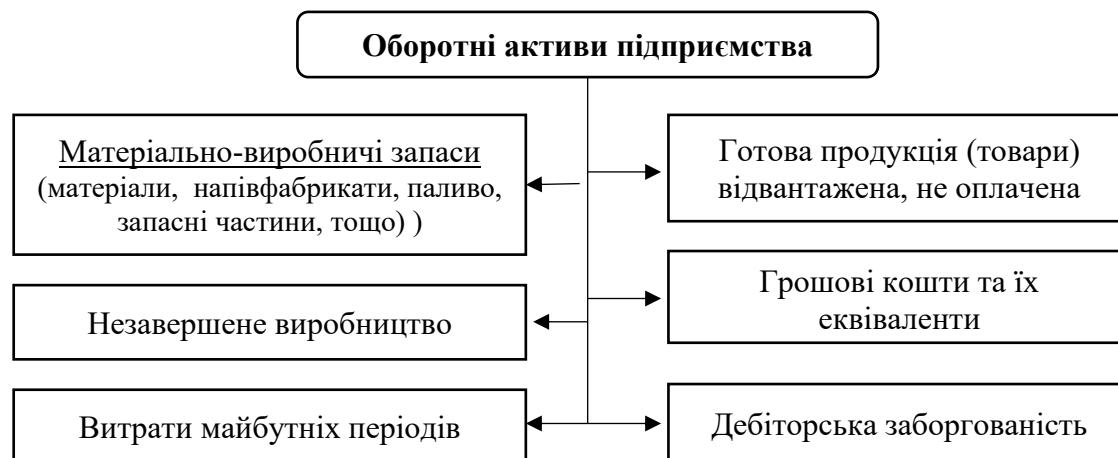 Оборотні активи підприємства
Матеріально-виробничі запаси
(матеріали, напівфабрикати, паливо,
запасні частини, тощо) )
Готова продукція (товари)
відвантажена, не оплачена
Незавершене виробництво
Грошові кошти та їх
еквіваленти
Витрати майбутніх періодів
Дебіторська заборгованість